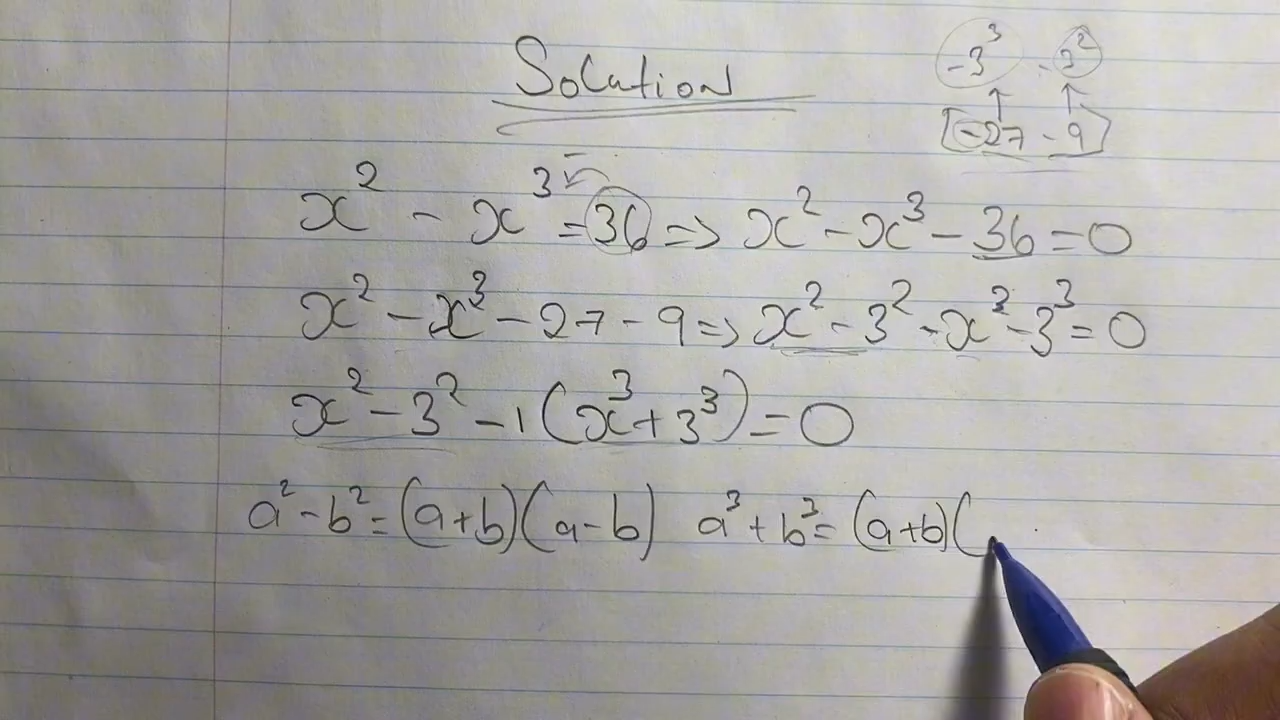 Solution
-3³ - 3²
[-27 - 9]
x² - x³ = 36 => x² - x³ - 36 = 0
x² - x³ - 27 - 9 => x² - 3² - x³ - 3³ = 0
x² - 3² - 1(x³ + 3³) = 0
a² - b² = (a+b)(a-b) a³ + b³ = (a+b)(